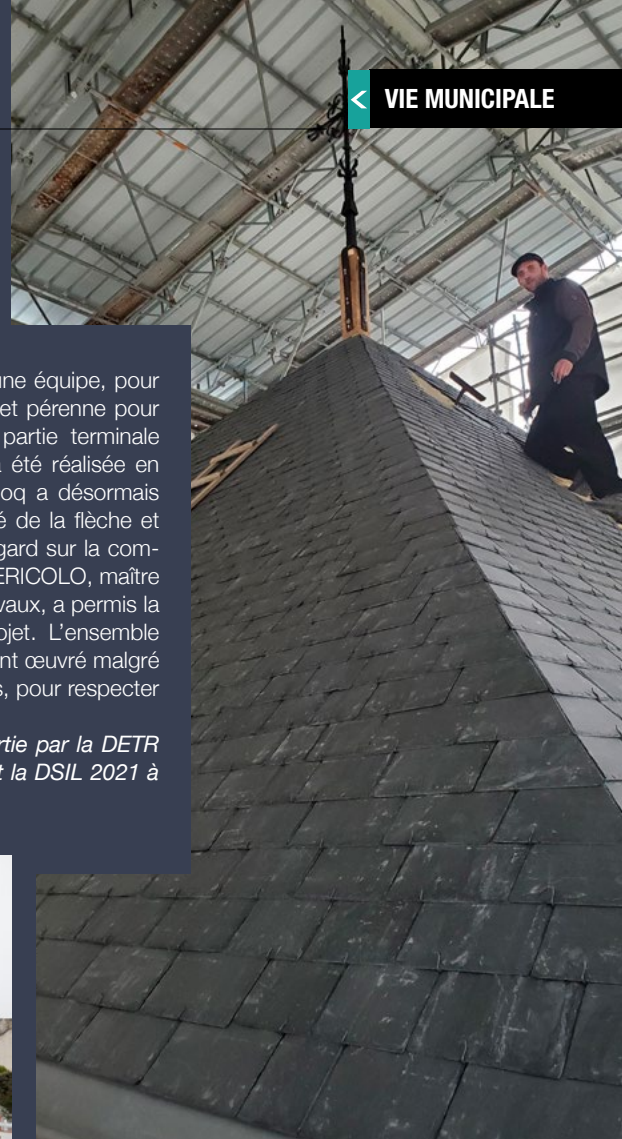 < VIE MUNICIPALE
une équipe, pour
et pérenne pour
partie terminale
été réalisée en
oq a désormais
é de la flèche et
gard sur la com-
ERICOLO, maître
vaux, a permis la
ojet. L’ensemble
nt œuvré malgré
s, pour respecter
rtie par la DETR
t la DSIL 2021 à